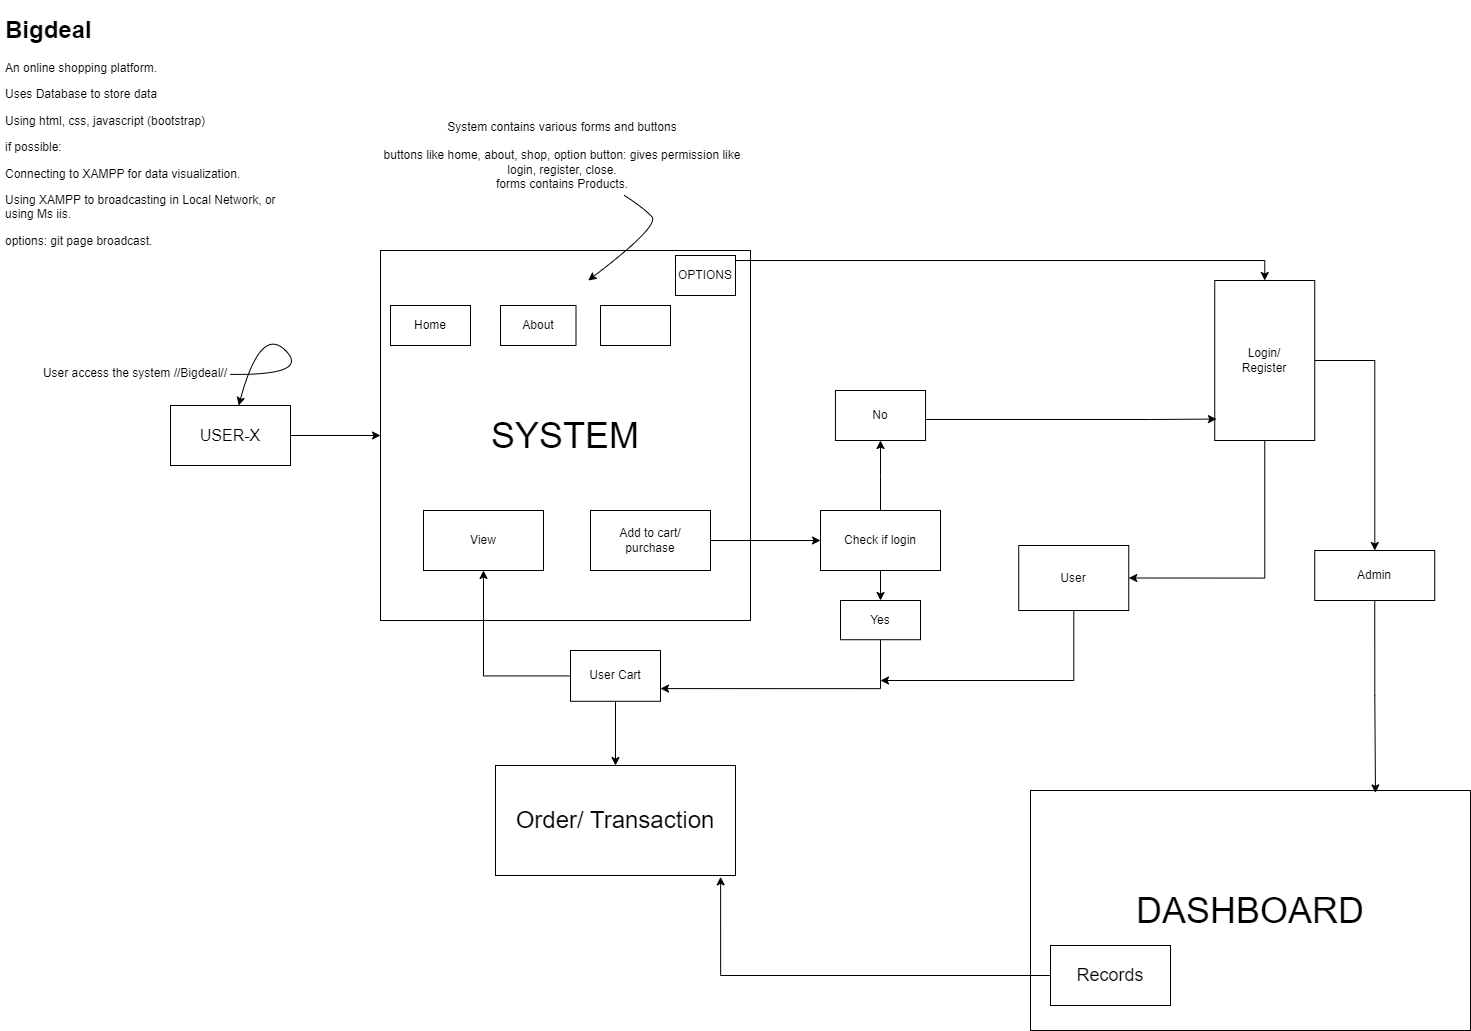 Bigdeal
An online shopping platform.
Uses Database to store data
Using html, css, javascript (bootstrap)
if possible:
Connecting to XAMPP for data visualization.
Using XAMPP to broadcasting in Local Network, or
using Ms iis.
options: git page broadcast.
System contains various forms and buttons
buttons like home, about, shop, option button: gives permission like
login, register, close.
forms contains Products.
OPTIONS
Home
About
User access the system //Bigdeal//
USER-X
SYSTEM
Login/
Register
No
View
Add to cart/
purchase
Check if login
User
Admin
Yes
User Cart
Order/ Transaction
DASHBOARD
Records